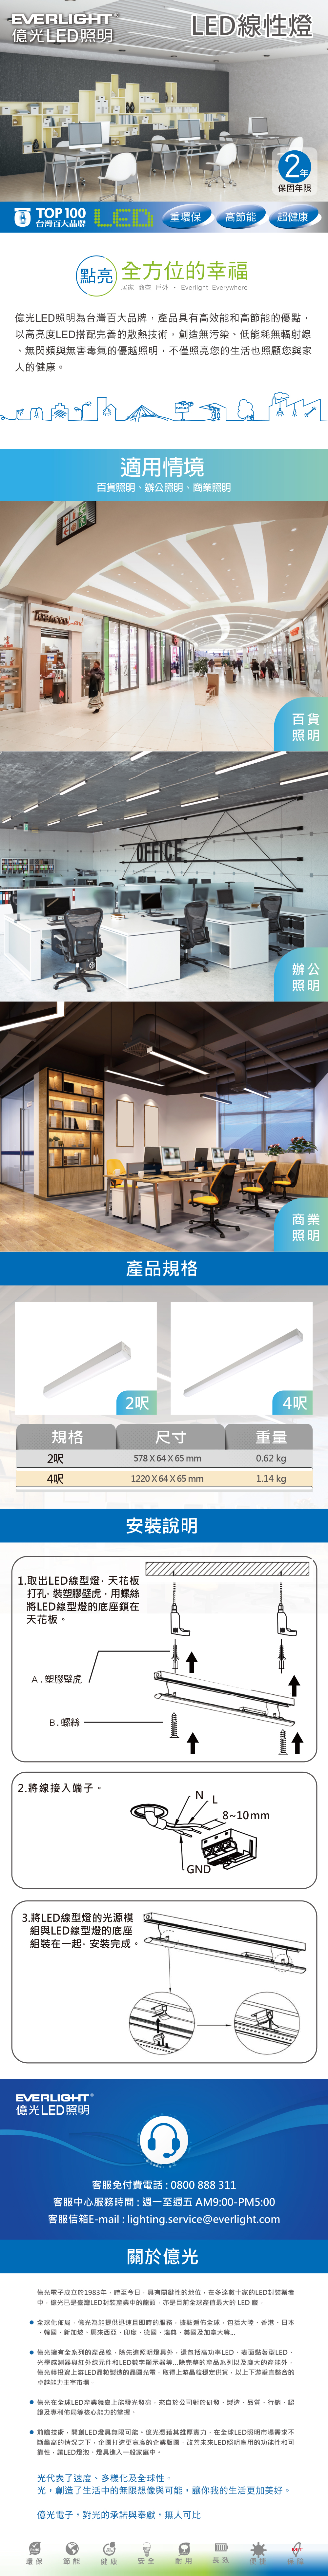 EVERLIGHT®
億光LED照明
LED線性燈
2年
保固年限
TOP 100
台灣百大品牌
LED
重環保
高節能
超健康
點亮
全方位的幸福
居家 商空 戶外 • Everlight Everywhere
億光LED照明為台灣百大品牌，產品具有高效能和高節能的優點，
以高亮度LED搭配完善的散熱技術，創造無污染、低能耗無輻射線
、無閃頻與無害毒氣的優越照明，不僅照亮您的生活也照顧您與家
人的健康。
適用情境
百貨照明、辦公照明、商業照明
百貨
照明
OFFICE
辦公
照明
商業
照明
產品規格
2呎
4呎
規格 尺寸 重量
2呎 578 X 64 X 65 mm 0.62 kg
4呎 1220 X 64 X 65 mm 1.14 kg
安裝說明
1.取出LED線型燈，天花板
打孔，裝塑膠壁虎，用螺絲
將LED線型燈的底座鎖在
天花板。
A . 塑膠壁虎
B . 螺絲
2.將線接入端子。
N
L
8~10mm
GND
3.將LED線型燈的光源模
組與LED線型燈的底座
組裝在一起，安裝完成。
EVERLIGHT®
億光LED照明
客服免付費電話 : 0800 888 311
客服中心服務時間 : 週一至週五 AM9:00-PM5:00
客服信箱E-mail : lighting.service@everlight.com
關於億光
億光電子成立於1983年，時至今日，具有關鍵性的地位，在多達數十家的LED封裝業者
中，億光已是臺灣LED封裝產業中的龍頭，亦是目前全球產值最大的 LED 廠。
全球化佈局，億光為能提供迅速且即時的服務，據點遍佈全球，包括大陸、香港、日本
、韓國、新加坡、馬來西亞、印度、德國、瑞典、美國及加拿大等...
億光擁有全系列的產品線，除先進照明燈具外，還包括高功率LED、表面黏著型LED、
光學感測器與紅外線元件和LED數字顯示器等...除完整的產品系列以及龐大的產能外，
億光轉投資上游LED晶粒製造的晶圓光電，取得上游晶粒穩定供貨，以上下游垂直整合的
卓越能力主宰市場。
億光在全球LED產業舞臺上能發光發亮，來自於公司對於研發、製造、品質、行銷、認
證及專利佈局等核心能力的掌握。
前瞻技術，開創LED燈具無限可能。億光憑藉其雄厚實力，在全球LED照明市場需求不
斷攀高的情況之下，企圖打造更寬廣的企業版圖，改善未來LED照明應用的功能性和可
靠性，讓LED燈泡、燈具進入一般家庭中。
光代表了速度、多樣化及全球性。
光，創造了生活中的無限想像與可能，讓你我的生活更加美好。
億光電子，對光的承諾與奉獻，無人可比
環保 節能 健康 安全 耐用 長效